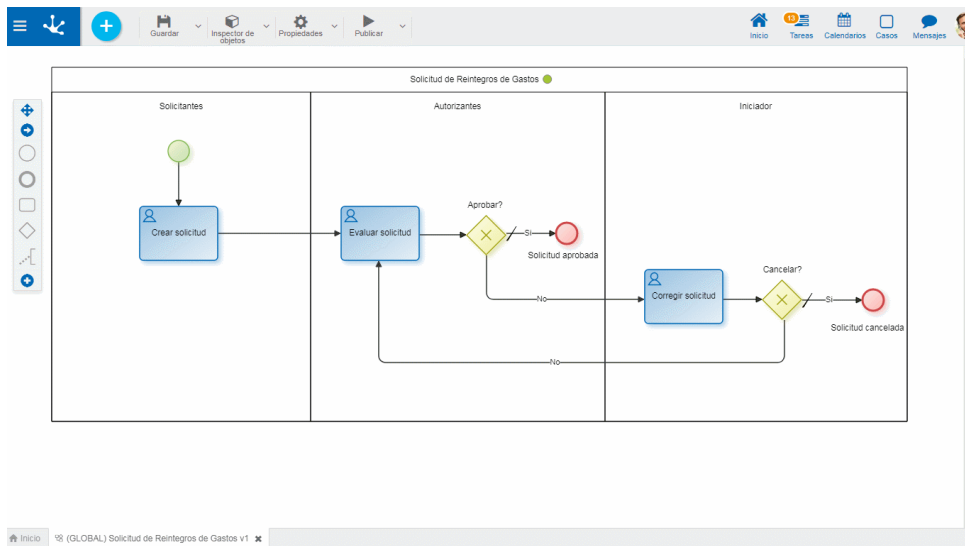 Guardar
Inspector de
objetos
Propiedades
Publicar
Inicio
13
Tareas
Calendarios
Casos
Mensajes
Solicitud de Reintegros de Gastos
Solicitantes
Autorizantes
Iniciador
Crear solicitud
Evaluar solicitud
Aprobar?
Si
Solicitud aprobada
No
Corregir solicitud
Cancelar?
Si
Solicitud cancelada
No
Inicio
(GLOBAL) Solicitud de Reintegros de Gastos v1